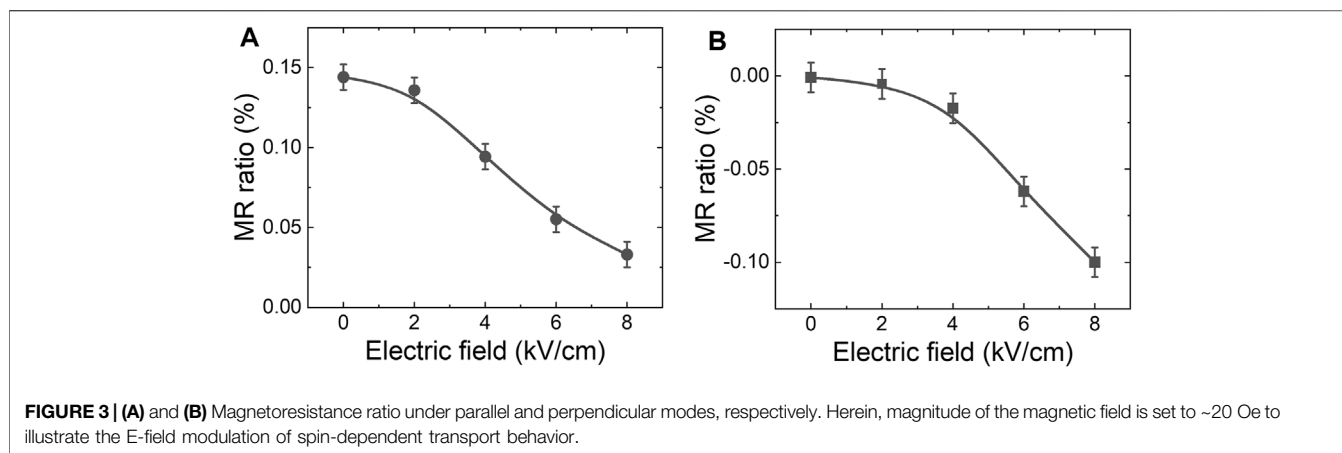 A
0.15
0.10
0.05
0.00
MR ratio (%)
0 2 4 6 8
Electric field (kV/cm)
B
0.00
-0.05
-0.10
MR ratio (%)
0 2 4 6 8
Electric field (kV/cm)
FIGURE 3 | (A) and (B) Magnetoresistance ratio under parallel and perpendicular modes, respectively. Herein, magnitude of the magnetic field is set to ~20 Oe to
illustrate the E-field modulation of spin-dependent transport behavior.